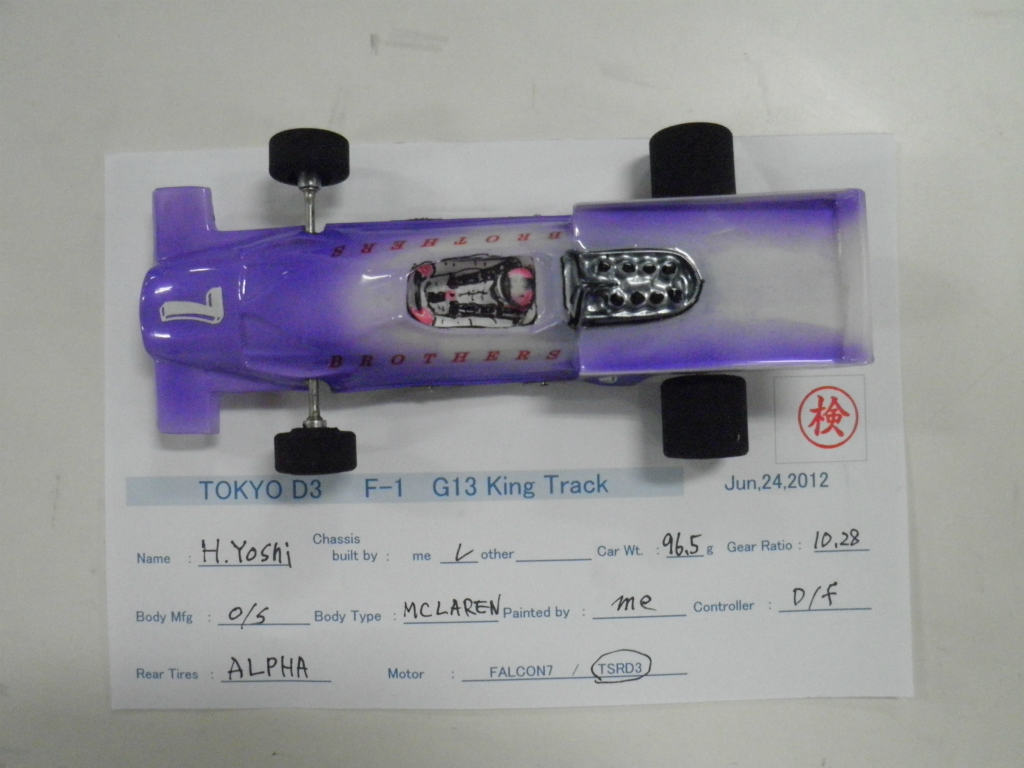 7
BROTHERS
BROTHERS
検
TOKYO D3 F-1 G13 King Track Jun,24,2012
Name : H.Yoshi Chassis built by : me ✓ other Car Wt. : 96.5 g Gear Ratio : 10.28
Body Mfg : O/S Body Type : MCLAREN Painted by : me Controller : D/f
Rear Tires : ALPHA Motor : FALCON7 / TSRD3